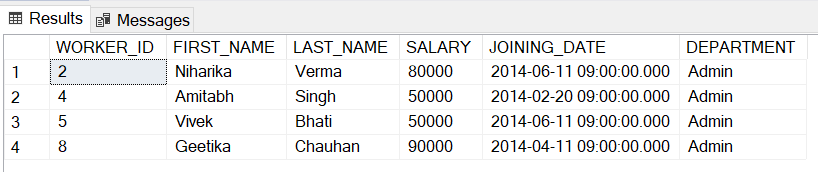 Results Messages
WORKER_ID FIRST_NAME LAST_NAME SALARY JOINING_DATE DEPARTMENT
1 2 Niharika Verma 80000 2014-06-11 09:00:00.000 Admin
2 4 Amitabh Singh 50000 2014-02-20 09:00:00.000 Admin
3 5 Vivek Bhati 50000 2014-06-11 09:00:00.000 Admin
4 8 Geetika Chauhan 90000 2014-04-11 09:00:00.000 Admin